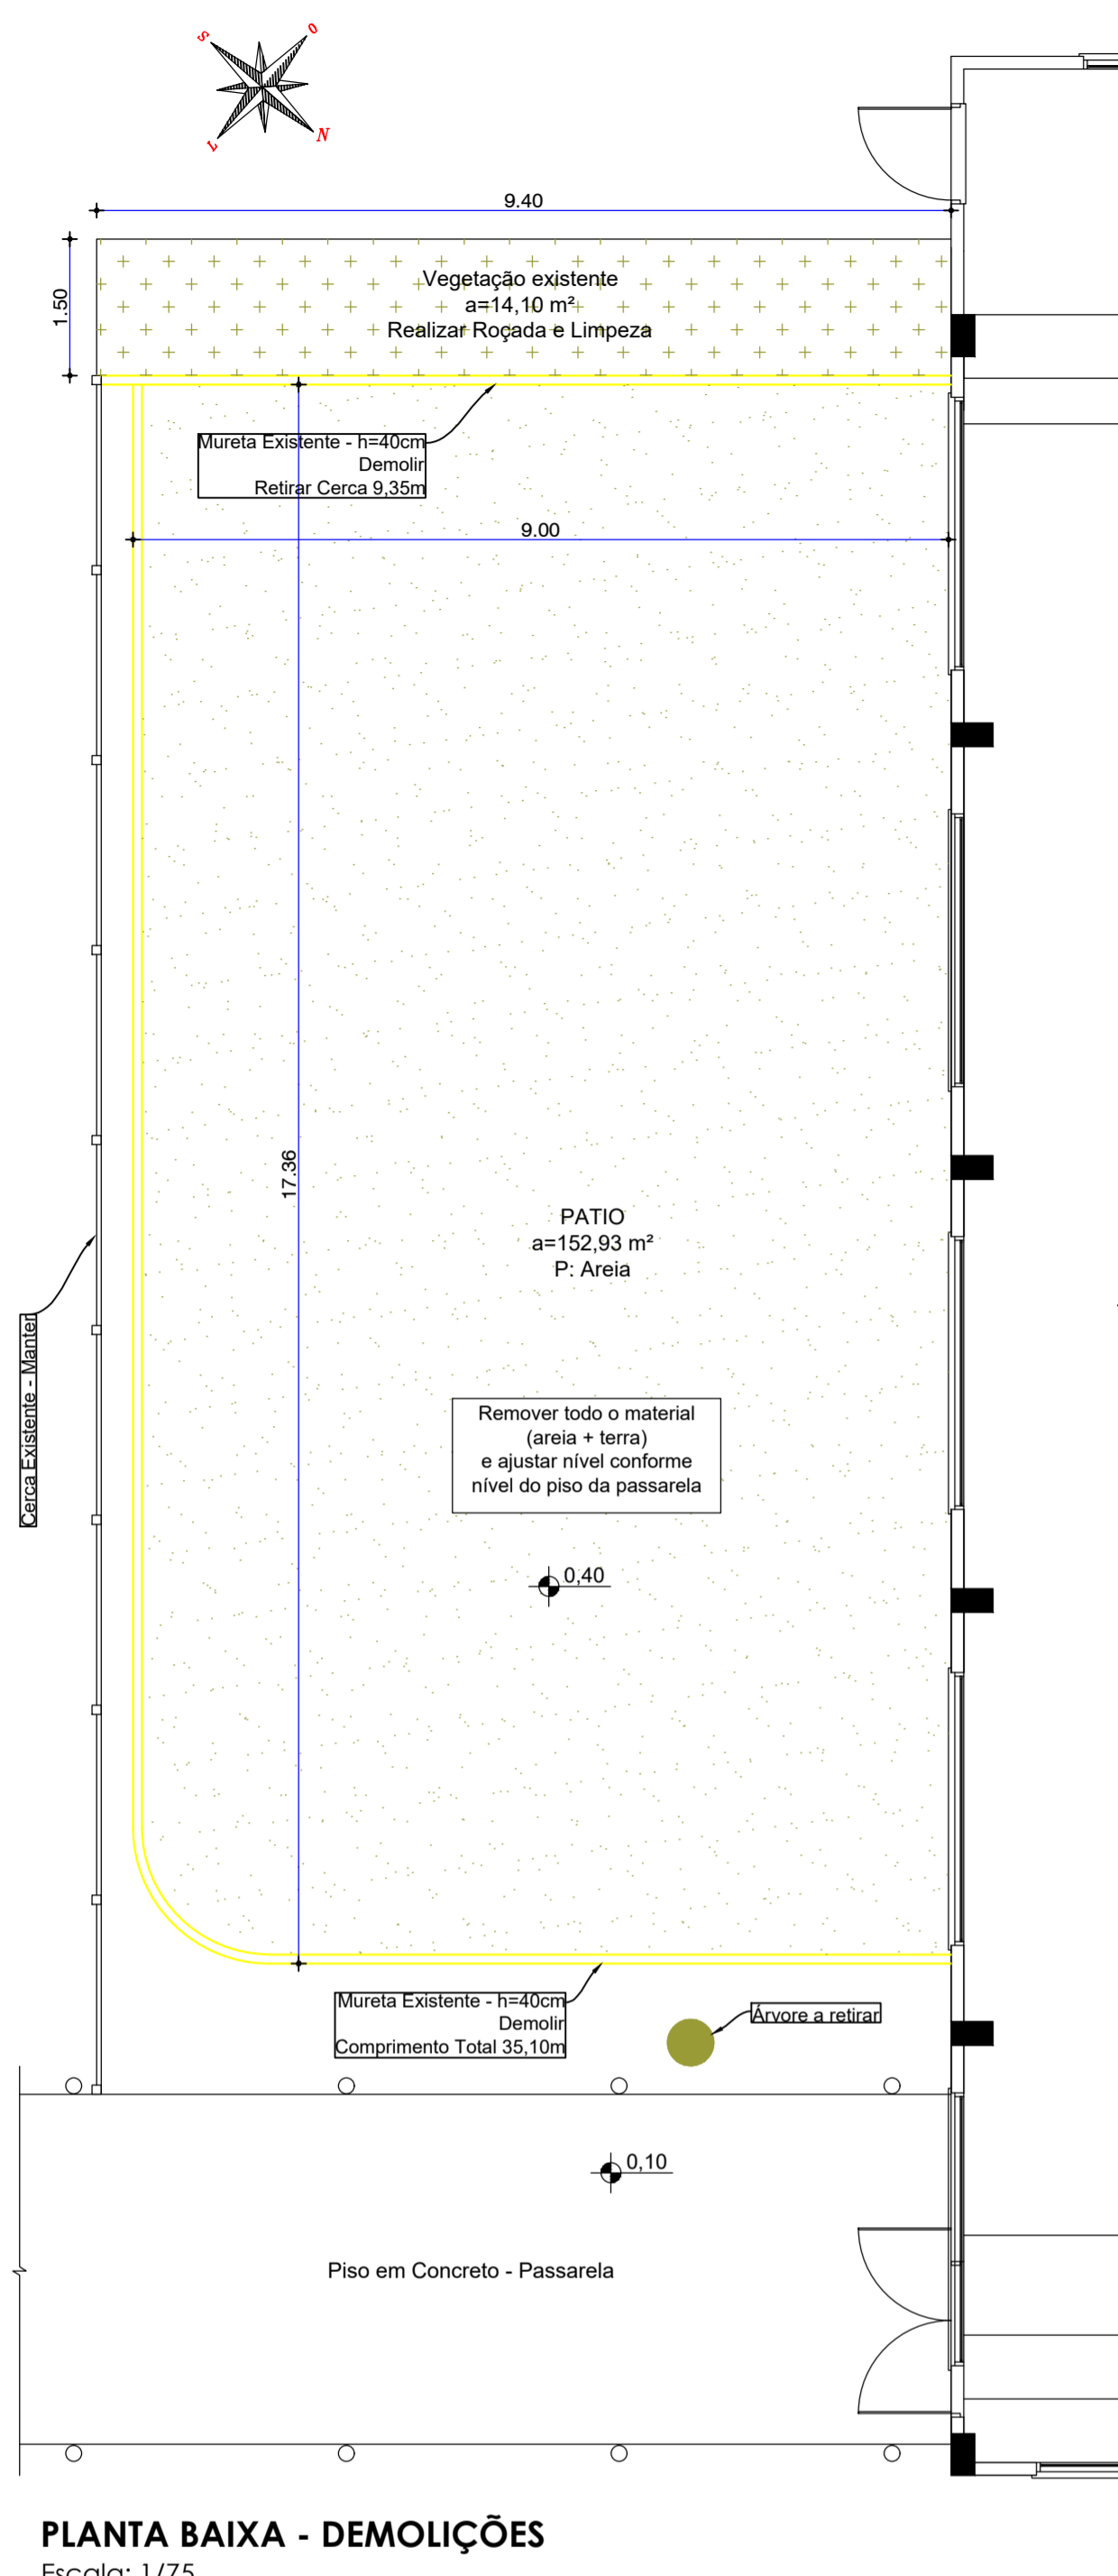 S
O
L
N
9.40
1.50
Vegetação existente
a=14,10 m²
Realizar Roçada e Limpeza
Mureta Existente - h=40cm
Demolir
Retirar Cerca 9,35m
9.00
17.36
PATIO
a=152,93 m²
P: Areia
Cerca Existente - Manter
Remover todo o material
(areia + terra)
e ajustar nível conforme
nível do piso da passarela
0,40
Mureta Existente - h=40cm
Demolir
Comprimento Total 35,10m
Árvore a retirar
0,10
Piso em Concreto - Passarela
PLANTA BAIXA - DEMOLIÇÕES
Escala: 1/75